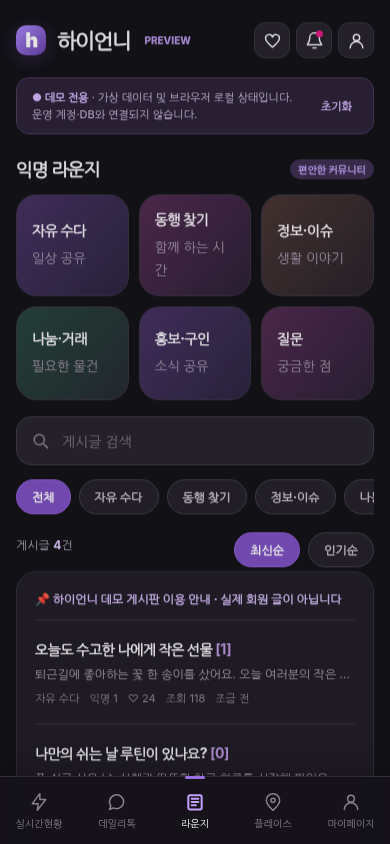 h 하이언니 PREVIEW
● 데모 전용 · 가상 데이터 및 브라우저 로컬 상태입니다.
운영 계정·DB와 연결되지 않습니다.
초기화
익명 라운지
편안한 커뮤니티
자유 수다
일상 공유
동행 찾기
함께 하는 시
간
정보·이슈
생활 이야기
나눔·거래
필요한 물건
홍보·구인
소식 공유
질문
궁금한 점
게시글 검색
전체 자유 수다 동행 찾기 정보·이슈
게시글 4건
최신순 인기순
📌 하이언니 데모 게시판 이용 안내 · 실제 회원 글이 아닙니다
오늘도 수고한 나에게 작은 선물 [1]
퇴근길에 좋아하는 꽃 한 송이를 샀어요. 오늘 여러분의 작은 ...
자유 수다 익명 1 ♡ 24 조회 118 조금 전
나만의 쉬는 날 루틴이 있나요? [0]
실시간현황 데일리톡 라운지 플레이스 마이페이지